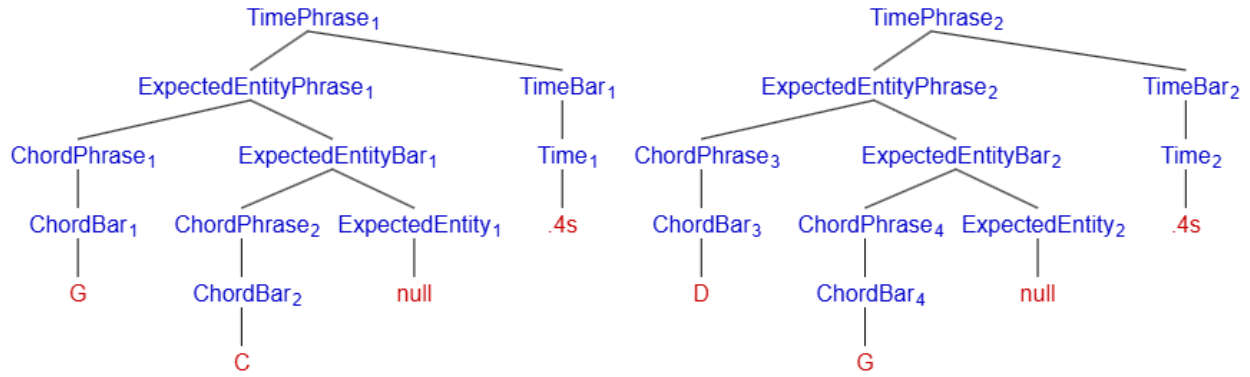 TimePhrase1 TimePhrase2
ExpectedEntityPhrase1 TimeBar1 ExpectedEntityPhrase2 TimeBar2
ChordPhrase1 ExpectedEntityBar1 Time1 ChordPhrase3 ExpectedEntityBar2 Time2
ChordBar1 ChordPhrase2 ExpectedEntity1 .4s ChordBar3 ChordPhrase4 ExpectedEntity2 .4s
G ChordBar2 null D ChordBar4 null
C G